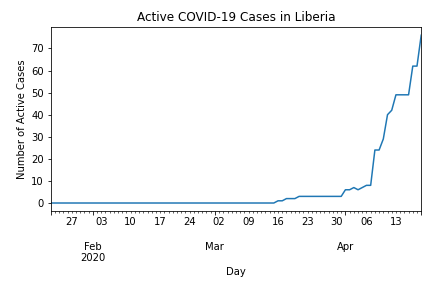 Active COVID-19 Cases in Liberia
Number of Active Cases
70
60
50
40
30
20
10
0
27 03 10 17 24 02 09 16 23 30 06 13
Feb Mar Apr
2020
Day